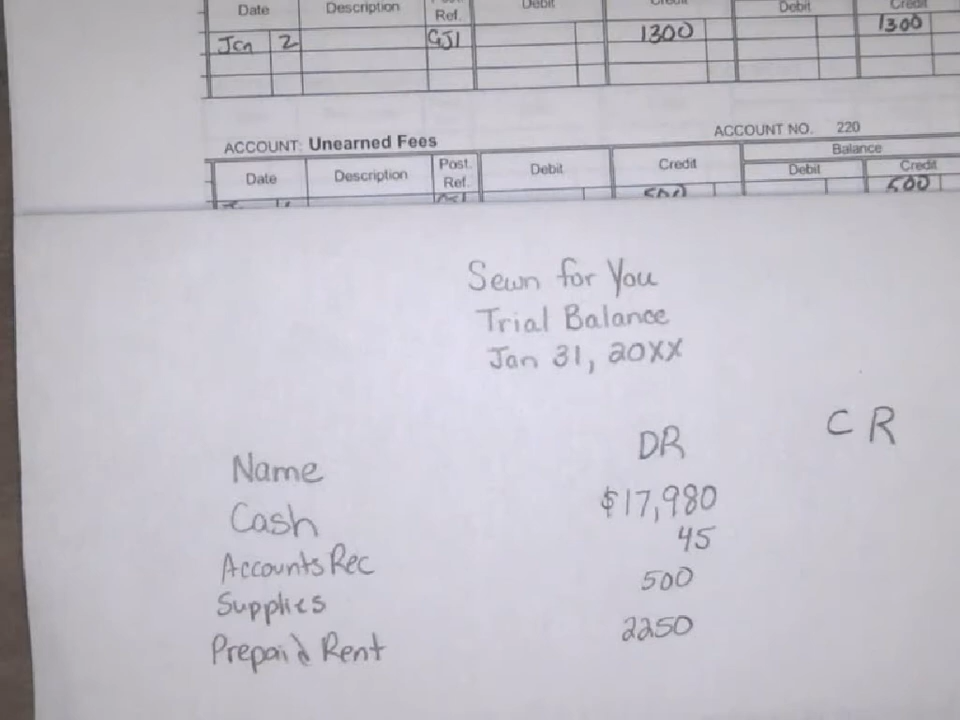 Date Description Post. Ref. Debit Credit Debit Credit
Jan 2 GJ1 1300 1300
ACCOUNT: Unearned Fees ACCOUNT NO. 220
Balance
Date Description Post. Ref. Debit Credit Debit Credit
500 500
Sewn for You
Trial Balance
Jan 31, 20XX
Name DR CR
Cash $17,980
Accounts Rec 45
Supplies 500
Prepaid Rent 2250